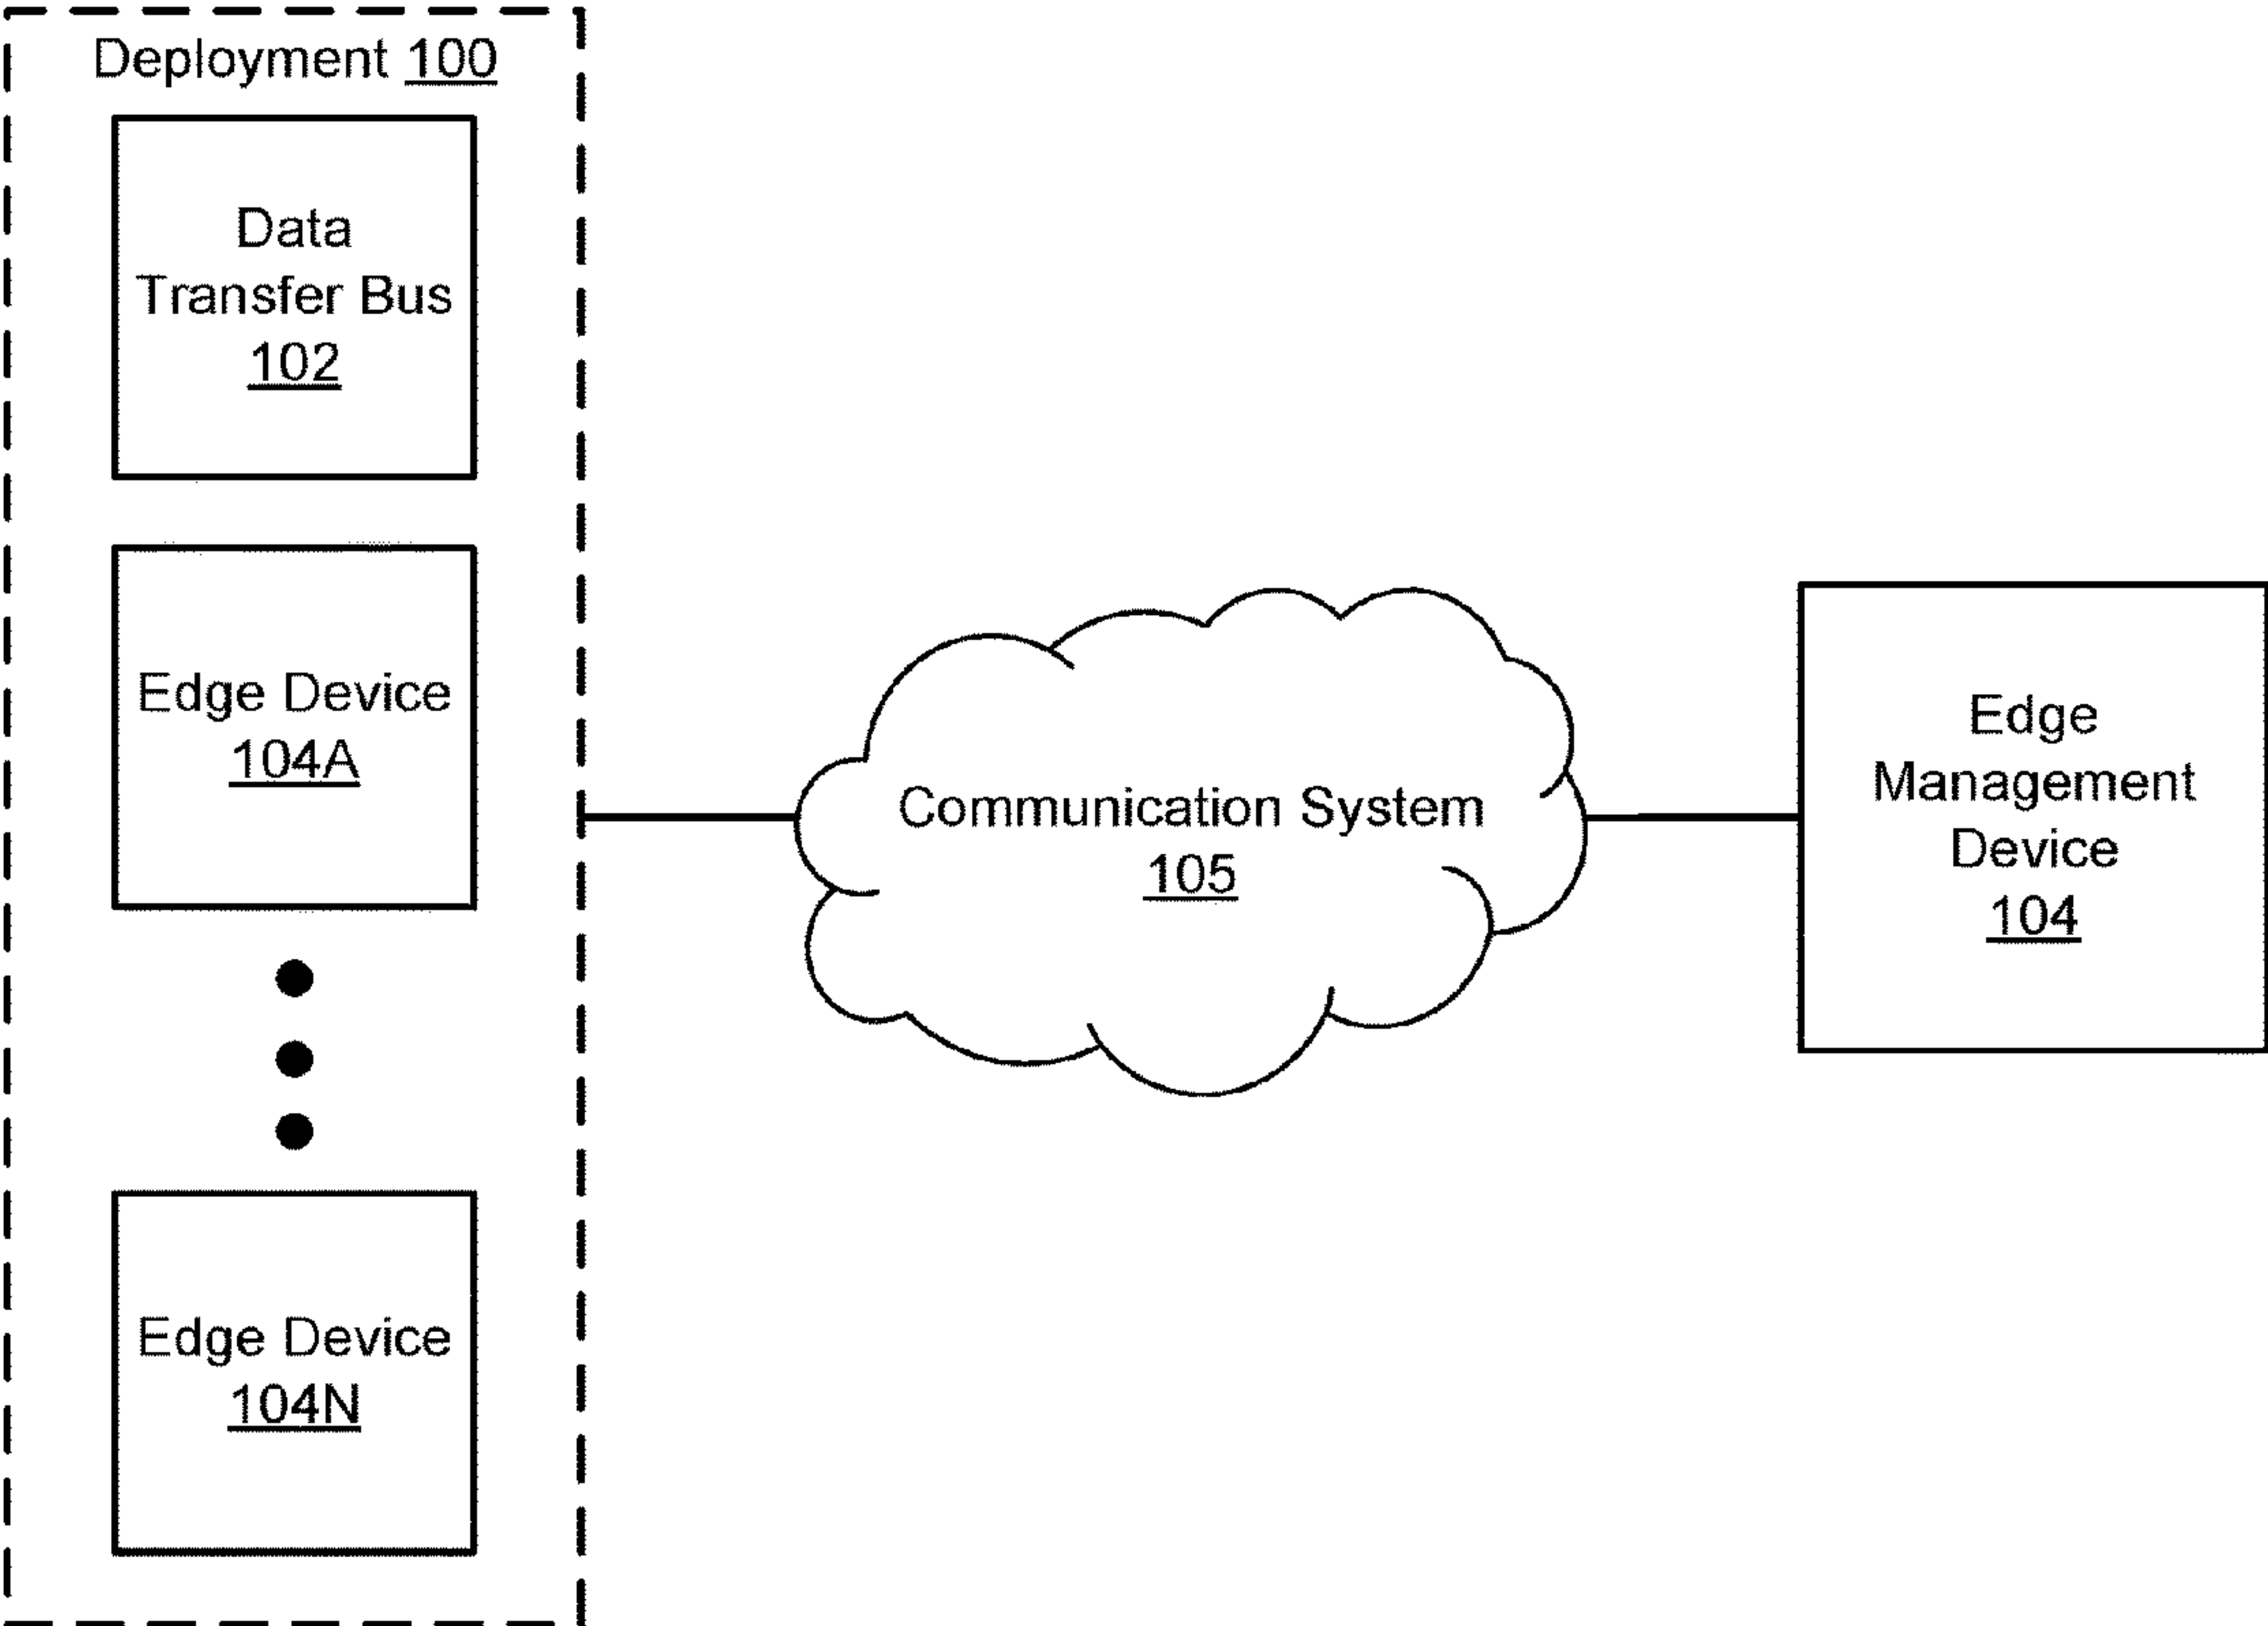 Deployment 100
Data
Transfer Bus
102
Edge Device
104A
Edge Device
104N
Communication System
105
Edge
Management
Device
104